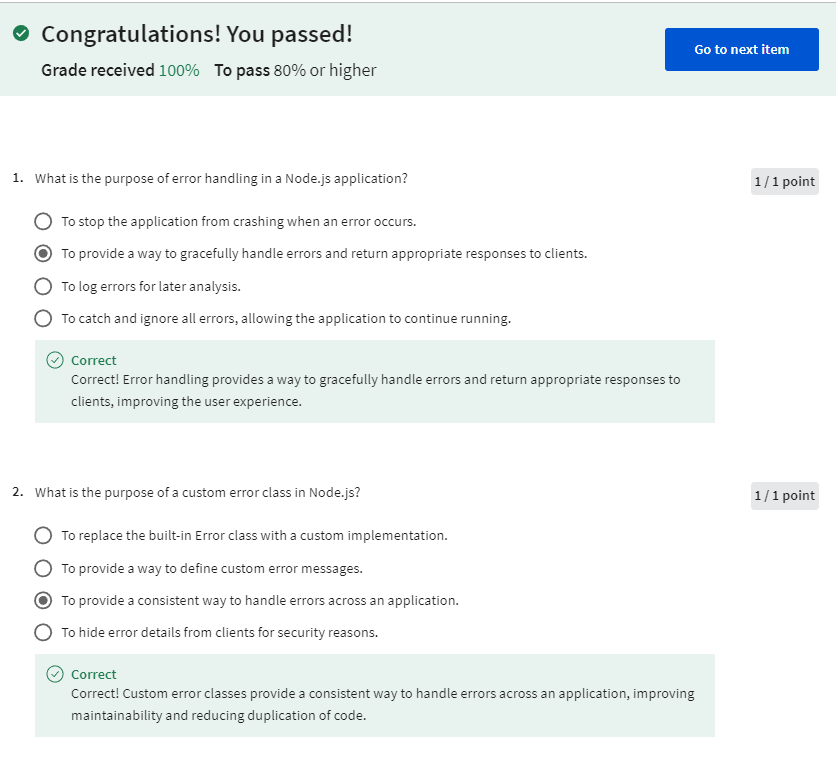 Congratulations! You passed!
Go to next item
Grade received 100% To pass 80% or higher
1. What is the purpose of error handling in a Node.js application?
1 / 1 point
To stop the application from crashing when an error occurs.
To provide a way to gracefully handle errors and return appropriate responses to clients.
To log errors for later analysis.
To catch and ignore all errors, allowing the application to continue running.
Correct
Correct! Error handling provides a way to gracefully handle errors and return appropriate responses to
clients, improving the user experience.
2. What is the purpose of a custom error class in Node.js?
1 / 1 point
To replace the built-in Error class with a custom implementation.
To provide a way to define custom error messages.
To provide a consistent way to handle errors across an application.
To hide error details from clients for security reasons.
Correct
Correct! Custom error classes provide a consistent way to handle errors across an application, improving
maintainability and reducing duplication of code.